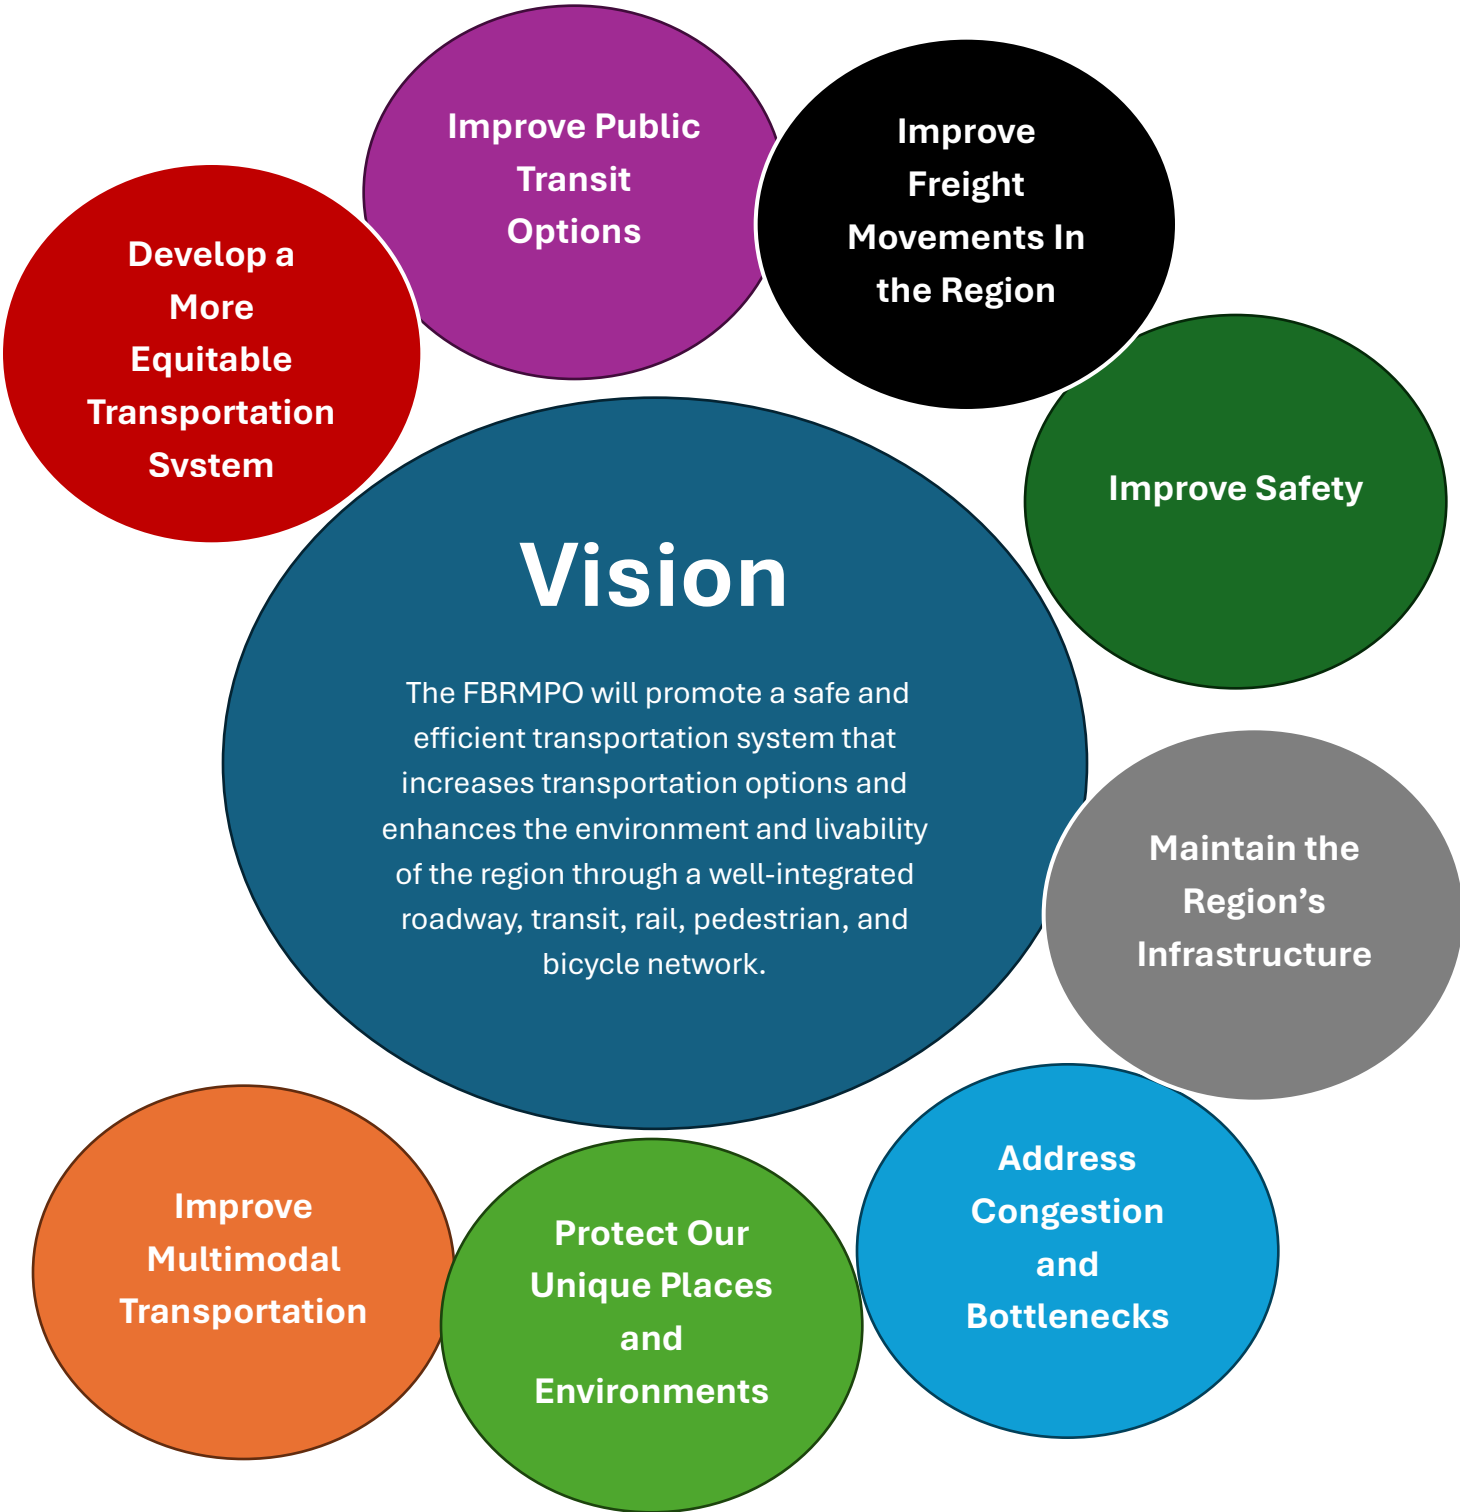 Improve Public
Transit
Options
Improve
Freight
Movements In
the Region
Develop a
More
Equitable
Transportation
System
Improve Safety
Vision
The FBRMPO will promote a safe and
efficient transportation system that
increases transportation options and
enhances the environment and livability
of the region through a well-integrated
roadway, transit, rail, pedestrian, and
bicycle network.
Maintain the
Region’s
Infrastructure
Address
Congestion
and
Bottlenecks
Improve
Multimodal
Transportation
Protect Our
Unique Places
and
Environments